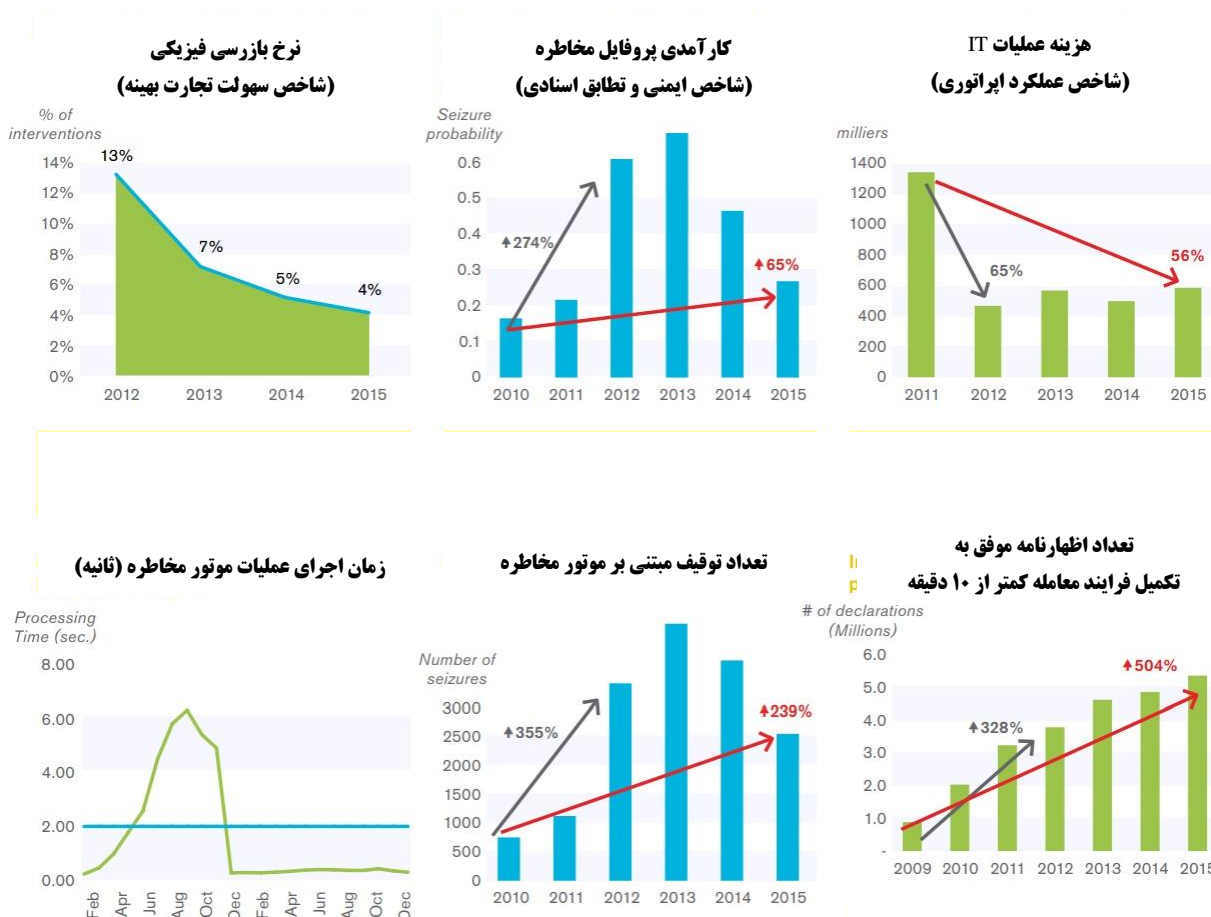 نرخ بازرسی فیزیکی
(شاخص سهولت تجارت بهینه)
% of
interventions
14%
12%
10%
8%
6%
4%
2%
0%
13%
7%
5%
4%
2012 2013 2014 2015
کارآمدی پروفایل مخاطره
(شاخص ایمنی و تطابق اسنادی)
Seizure
probability
0.6
0.5
0.4
0.3
0.2
0.1
0
274%
65%
2010 2011 2012 2013 2014 2015
هزینه عملیات IT
(شاخص عملکرد اپراتوری)
milliers
1400
1200
1000
800
600
400
200
0
65%
56%
2011 2012 2013 2014 2015
زمان اجرای عملیات موتور مخاطره (ثانیه)
Processing
Time (sec.)
8.00
6.00
4.00
2.00
0.00
Feb Apr Jun Aug Oct Dec Feb Apr Jun Aug Oct Dec
تعداد توقیف مبتنی بر موتور مخاطره
Number of
seizures
3000
2500
2000
1500
1000
500
0
355%
239%
2010 2011 2012 2013 2014 2015
تعداد اظهارنامه موفق به
تکمیل فرایند معامله کمتر از ۱۰ دقیقه
# of declarations
(Millions)
6.0
5.0
4.0
3.0
2.0
1.0
-
328%
504%
2009 2010 2011 2012 2013 2014 2015